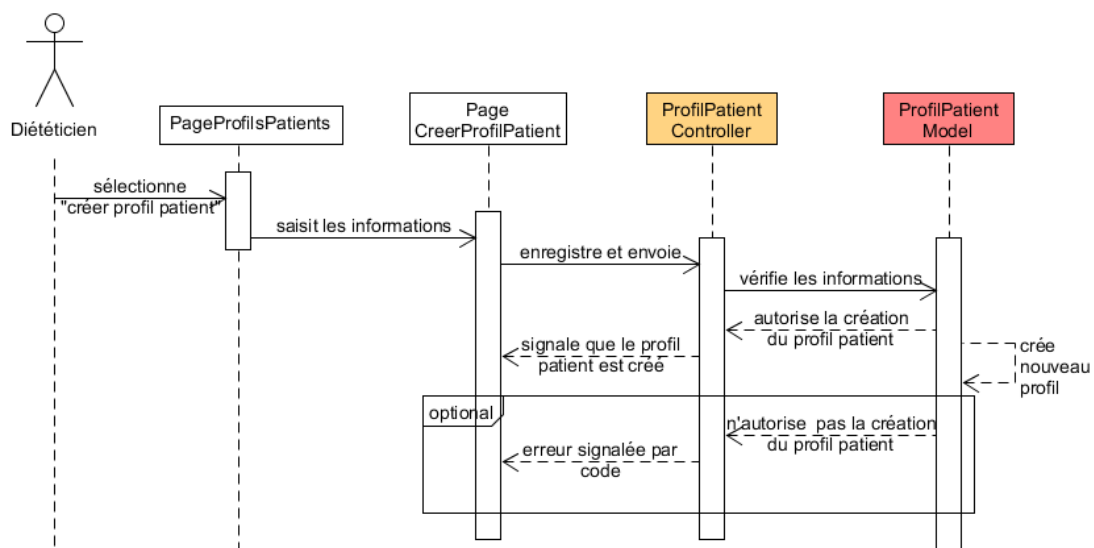 Diététicien
PageProfilsPatients
Page
CreerProfilPatient
ProfilPatient
Controller
ProfilPatient
Model
sélectionne
"créer profil patient"
saisit les informations
enregistre et envoie
vérifie les informations
autorise la création
du profil patient
signale que le profil
patient est créé
crée
nouveau
profil
optional
n'autorise  pas la création
du profil patient
erreur signalée par
code